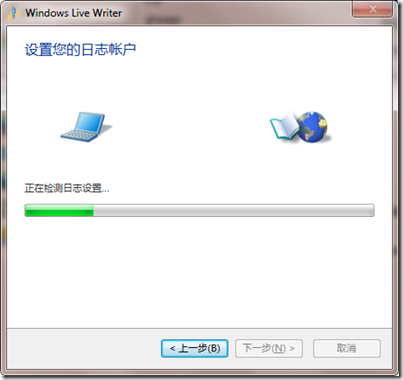 Windows Live Writer
设置您的日志帐户
正在检测日志设置...
< 上一步(B)
下一步(N) >
取消